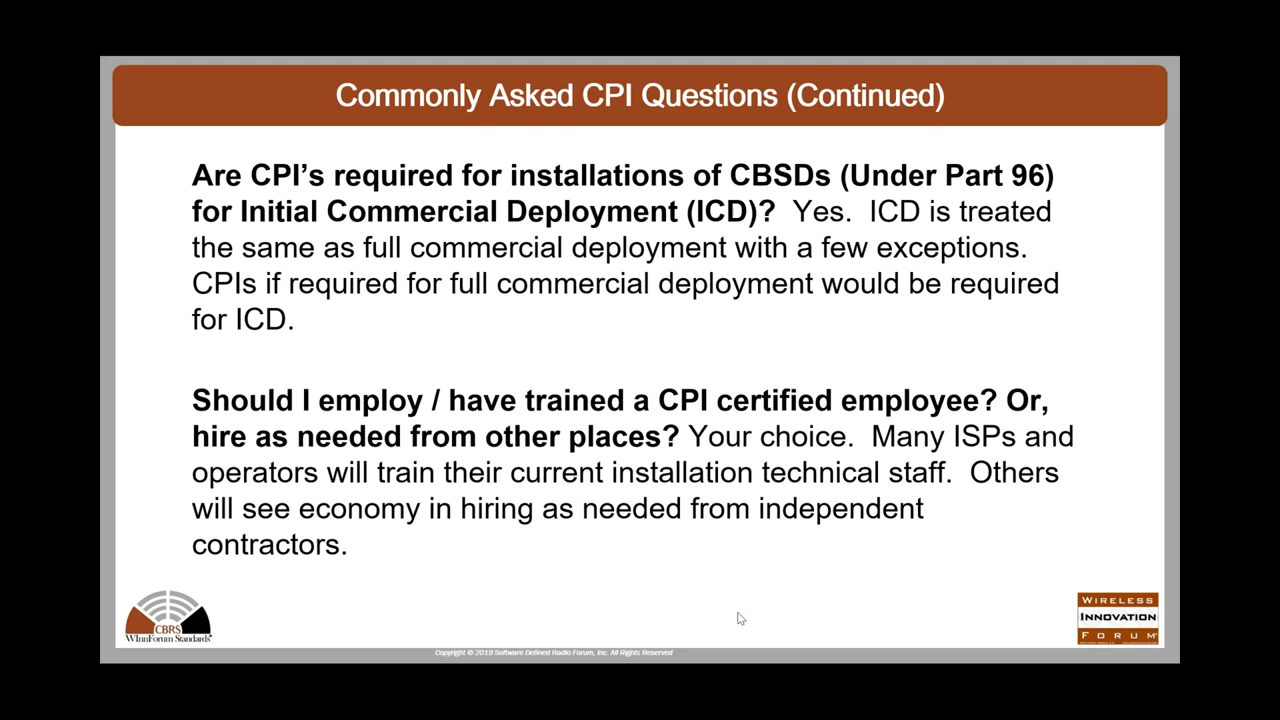 Commonly Asked CPI Questions (Continued)
Are CPI’s required for installations of CBSDs (Under Part 96)
for Initial Commercial Deployment (ICD)?  Yes.  ICD is treated
the same as full commercial deployment with a few exceptions.
CPIs if required for full commercial deployment would be required
for ICD.
Should I employ / have trained a CPI certified employee? Or,
hire as needed from other places? Your choice.  Many ISPs and
operators will train their current installation technical staff.  Others
will see economy in hiring as needed from independent
contractors.
CBRS
WInnForum Standards
WIRELESS
INNOVATION
FORUM
Copyright © 2019 Software Defined Radio Forum, Inc. All Rights Reserved